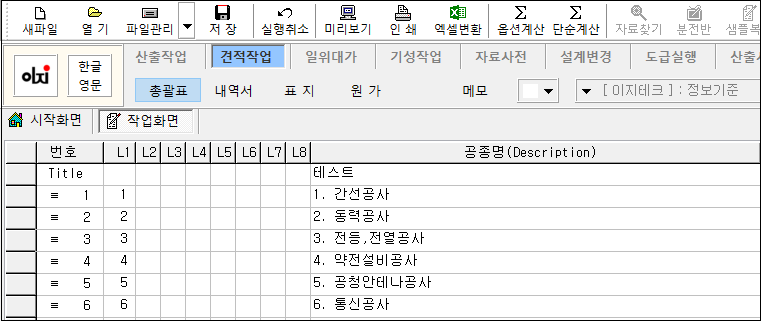 새파일 열 기 파일관리 저 장 실행취소 미리보기 인 쇄 엑셀변환 옵션계산 단순계산 자료찾기 분전반
산출작업 견적작업 일위대가 기성작업 자료사전 설계변경 도급실행
이지 한글 영문
총괄표 내역서 표 지 원 가 메모 [ 이지테크 ] : 정보기준
시작화면 작업화면
번호 L1 L2 L3 L4 L5 L6 L7 L8 공종명(Description)
Title 테스트
= 1 1 1. 간선공사
= 2 2 2. 동력공사
= 3 3 3. 전등,전열공사
= 4 4 4. 약전설비공사
= 5 5 5. 공청안테나공사
= 6 6 6. 통신공사